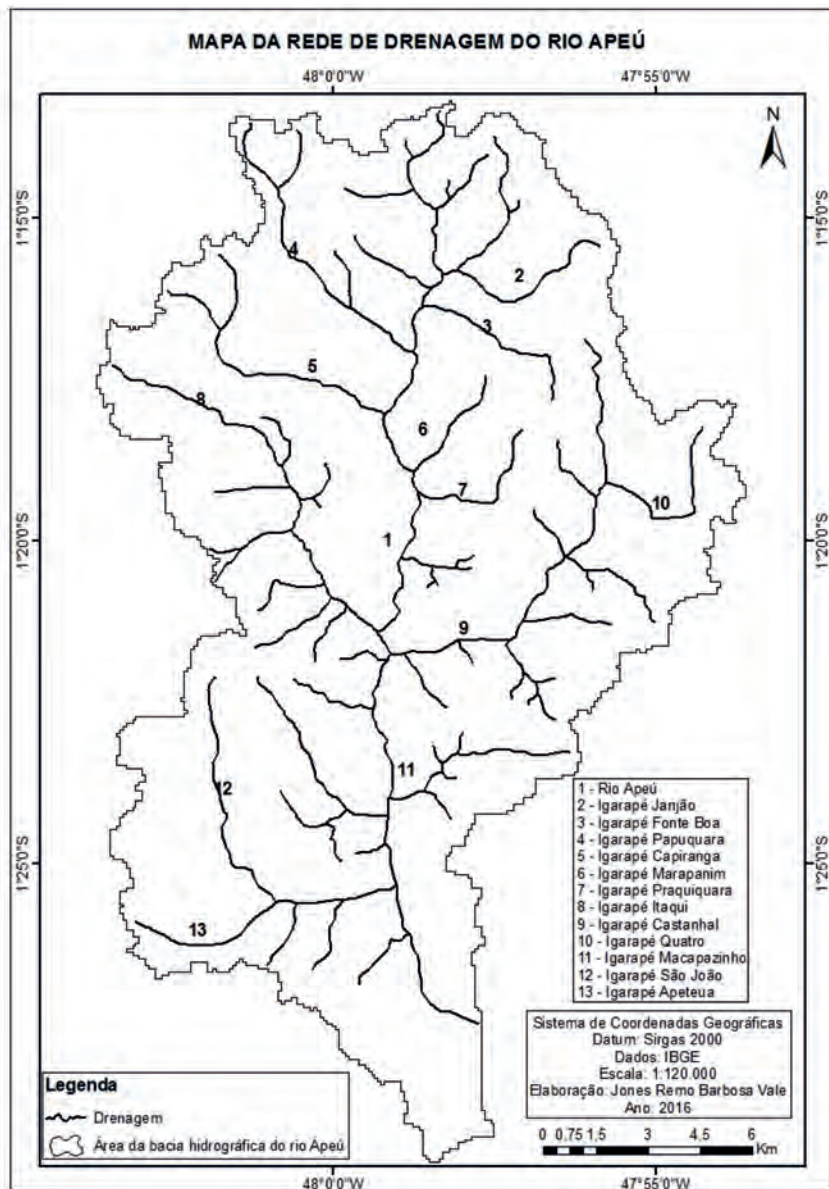 MAPA DA REDE DE DRENAGEM DO RIO APEÚ
48°0'0"W 47°55'0"W
N
1°15'0"S 1°15'0"S
4
2
3
5
8
6
7
10
1°20'0"S 1°20'0"S
1
9
11
12
1 - Rio Apeú
2 - Igarapé Janjão
3 - Igarapé Fonte Boa
4 - Igarapé Papuquara
5 - Igarapé Capiranga
6 - Igarapé Marapanim
7 - Igarapé Praquiquara
8 - Igarapé Itaqui
9 - Igarapé Castanhal
10 - Igarapé Quatro
11 - Igarapé Macapazinho
12 - Igarapé São João
13 - Igarapé Apeteua
1°25'0"S 1°25'0"S
13
Sistema de Coordenadas Geográficas
Datum: Sirgas 2000
Dados: IBGE
Escala: 1:120.000
Elaboração: Jones Remo Barbosa Vale
Ano: 2016
Legenda
Drenagem
Área da bacia hidrográfica do rio Apeú
0 0,75 1,5 3 4,5 6
Km
48°0'0"W 47°55'0"W